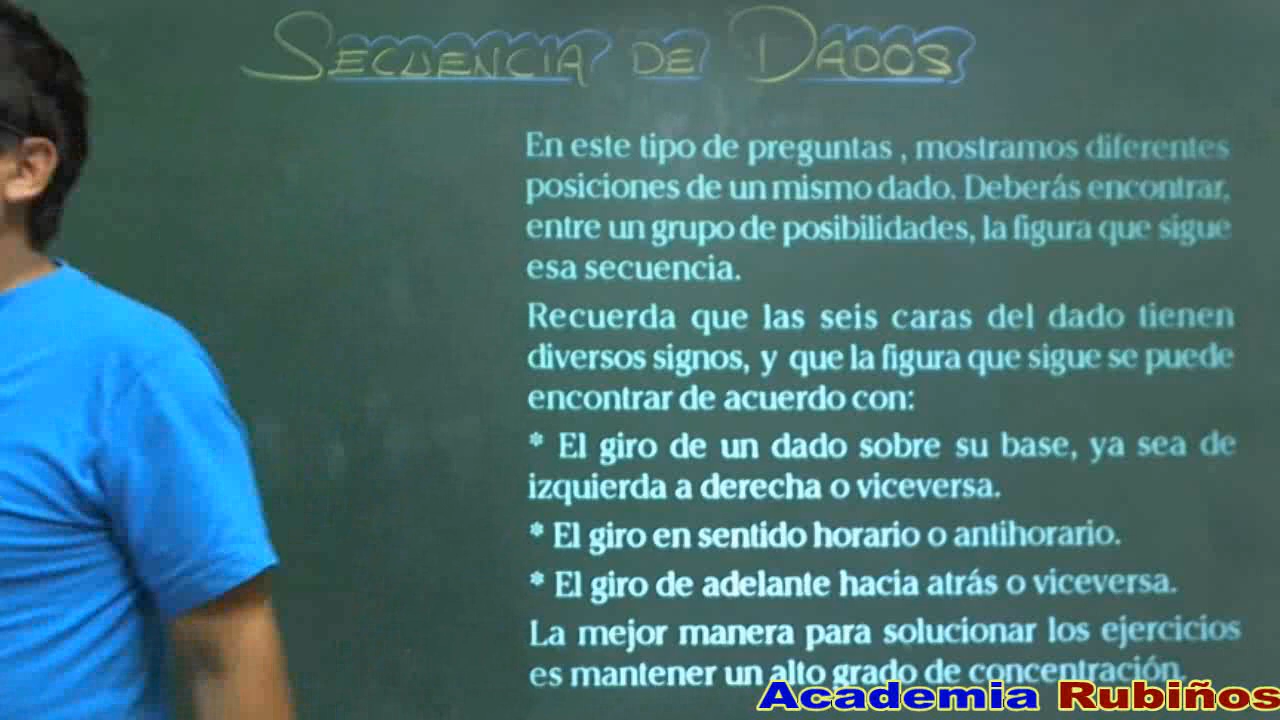 SECUENCIA DE DADOS
En este tipo de preguntas , mostramos diferentes
posiciones de un mismo dado. Deberás encontrar,
entre un grupo de posibilidades, la figura que sigue
esa secuencia.
Recuerda que las seis caras del dado tienen
diversos signos, y que la figura que sigue se puede
encontrar de acuerdo con:
* El giro de un dado sobre su base, ya sea de
izquierda a derecha o viceversa.
* El giro en sentido horario o antihorario.
* El giro de adelante hacia atrás o viceversa.
La mejor manera para solucionar los ejercicios
es mantener un alto grado de concentración.
Academia Rubiños